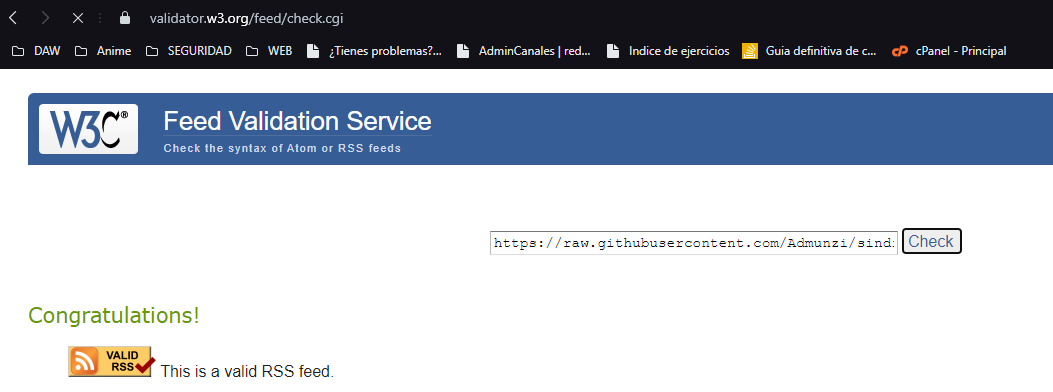 validator.w3.org/feed/check.cgi
DAW Anime SEGURIDAD WEB ¿Tienes problemas?... AdminCanales | red... Indice de ejercicios Guia definitiva de c... cP cPanel - Principal
W3C® Feed Validation Service
Check the syntax of Atom or RSS feeds
https://raw.githubusercontent.com/Admunzi/sind Check
Congratulations!
VALID RSS This is a valid RSS feed.